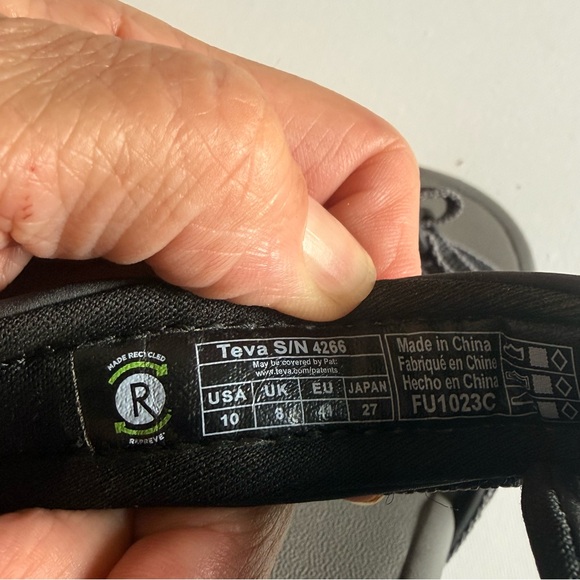 MADE RECYCLED
R
REPREVE
Teva S/N 4266
May be covered by Pat:
www.teva.com/patents
USA UK EU JAPAN
10 8 41 27
Made in China
Fabriqué en Chine
Hecho en China
FU1023C